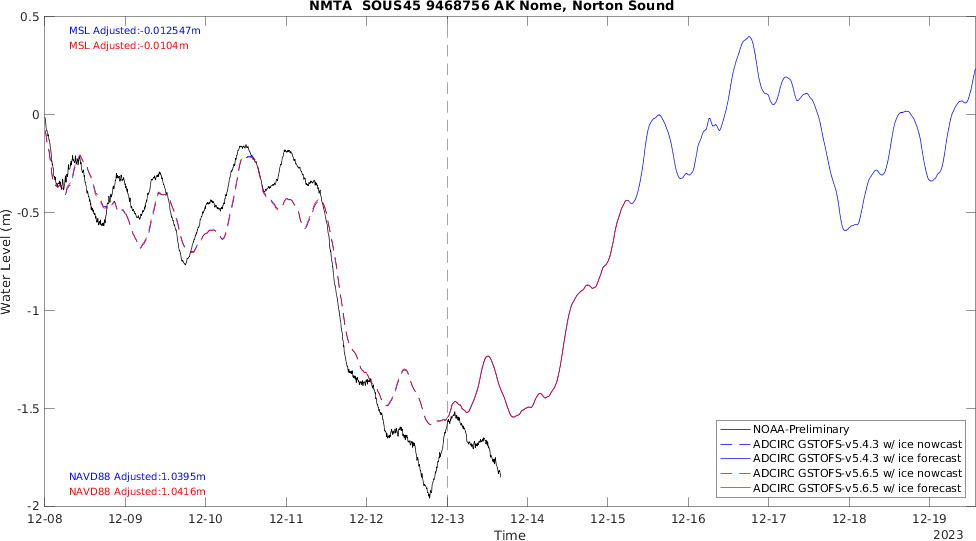 NMTA  SOUS45 9468756 AK Nome, Norton Sound
MSL Adjusted:-0.012547m
MSL Adjusted:-0.0104m
0.5
0
-0.5
-1
-1.5
-2
Water Level (m)
NAVD88 Adjusted:1.0395m
NAVD88 Adjusted:1.0416m
NOAA-Preliminary
ADCIRC GSTOFS-v5.4.3 w/ ice nowcast
ADCIRC GSTOFS-v5.4.3 w/ ice forecast
ADCIRC GSTOFS-v5.6.5 w/ ice nowcast
ADCIRC GSTOFS-v5.6.5 w/ ice forecast
12-08 12-09 12-10 12-11 12-12 12-13 12-14 12-15 12-16 12-17 12-18 12-19
Time
2023